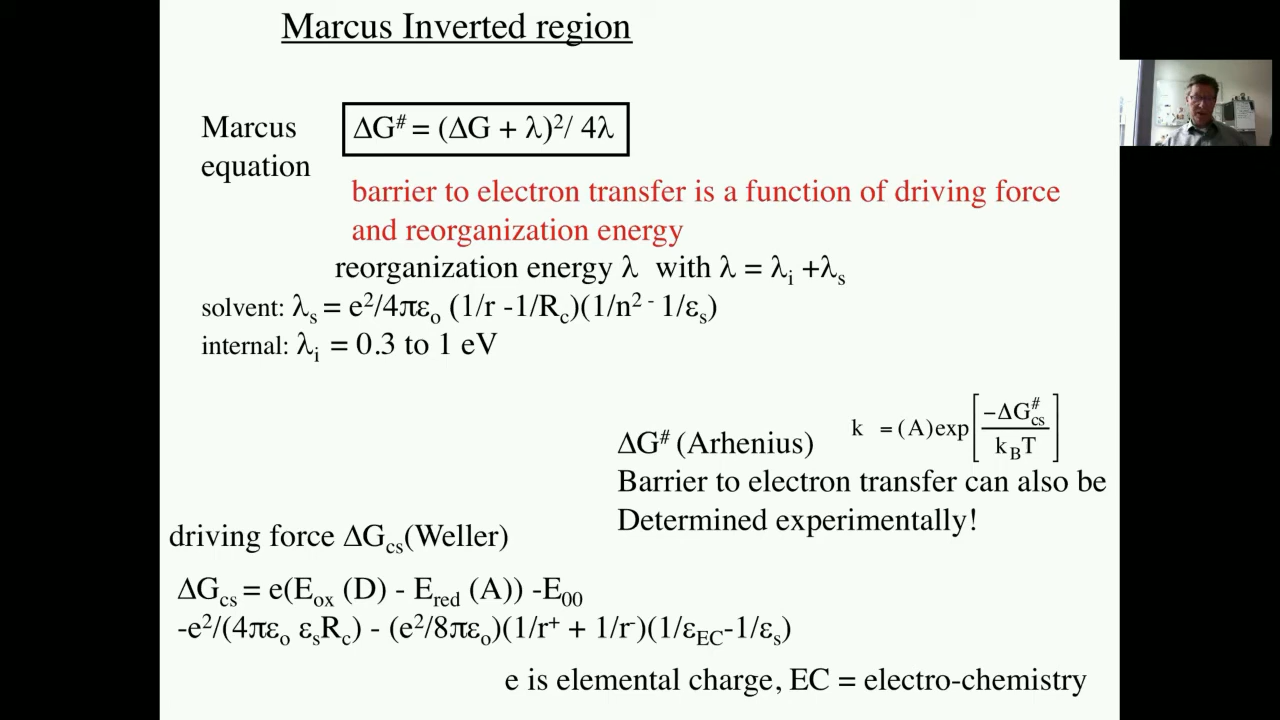 Marcus Inverted region
Marcus equation
ΔG# = (ΔG + λ)²/ 4λ
barrier to electron transfer is a function of driving force
and reorganization energy
reorganization energy λ with λ = λi +λs
solvent: λs = e²/4πεo (1/r -1/Rc)(1/n² - 1/εs)
internal: λi = 0.3 to 1 eV
ΔG# (Arhenius) k = (A)exp[−ΔG#cs / kBT]
Barrier to electron transfer can also be
Determined experimentally!
driving force ΔGcs(Weller)
ΔGcs = e(Eox (D) - Ered (A)) -E00
-e²/(4πεo εsRc) - (e²/8πεo)(1/r⁺ + 1/r⁻)(1/εEC-1/εs)
e is elemental charge, EC = electro-chemistry